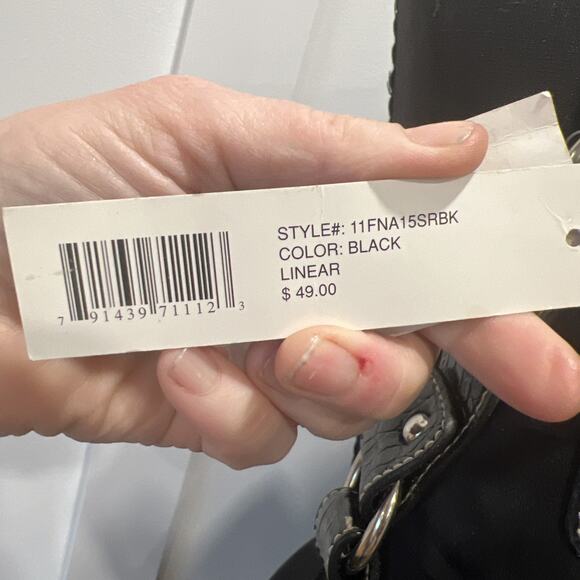 STYLE#: 11FNA15SRBK
COLOR: BLACK
LINEAR
$ 49.00
7 91439 71112 3